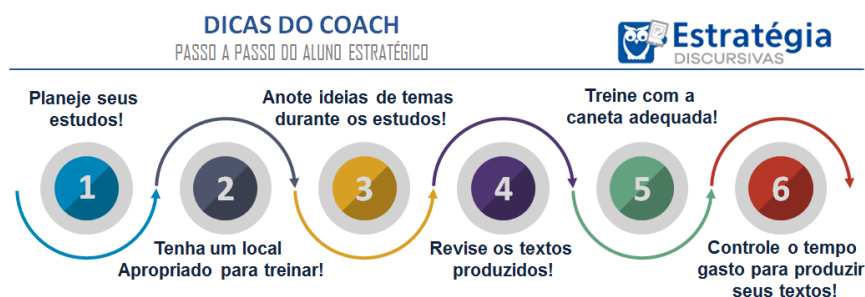 DICAS DO COACH
PASSO A PASSO DO ALUNO ESTRATÉGICO
Estratégia
DISCURSIVAS
Planeje seus
estudos!
1
2
Tenha um local
Apropriado para treinar!
Anote ideias de temas
durante os estudos!
3
4
Revise os textos
produzidos!
Treine com a
caneta adequada!
5
6
Controle o tempo
gasto para produzir
seus textos!